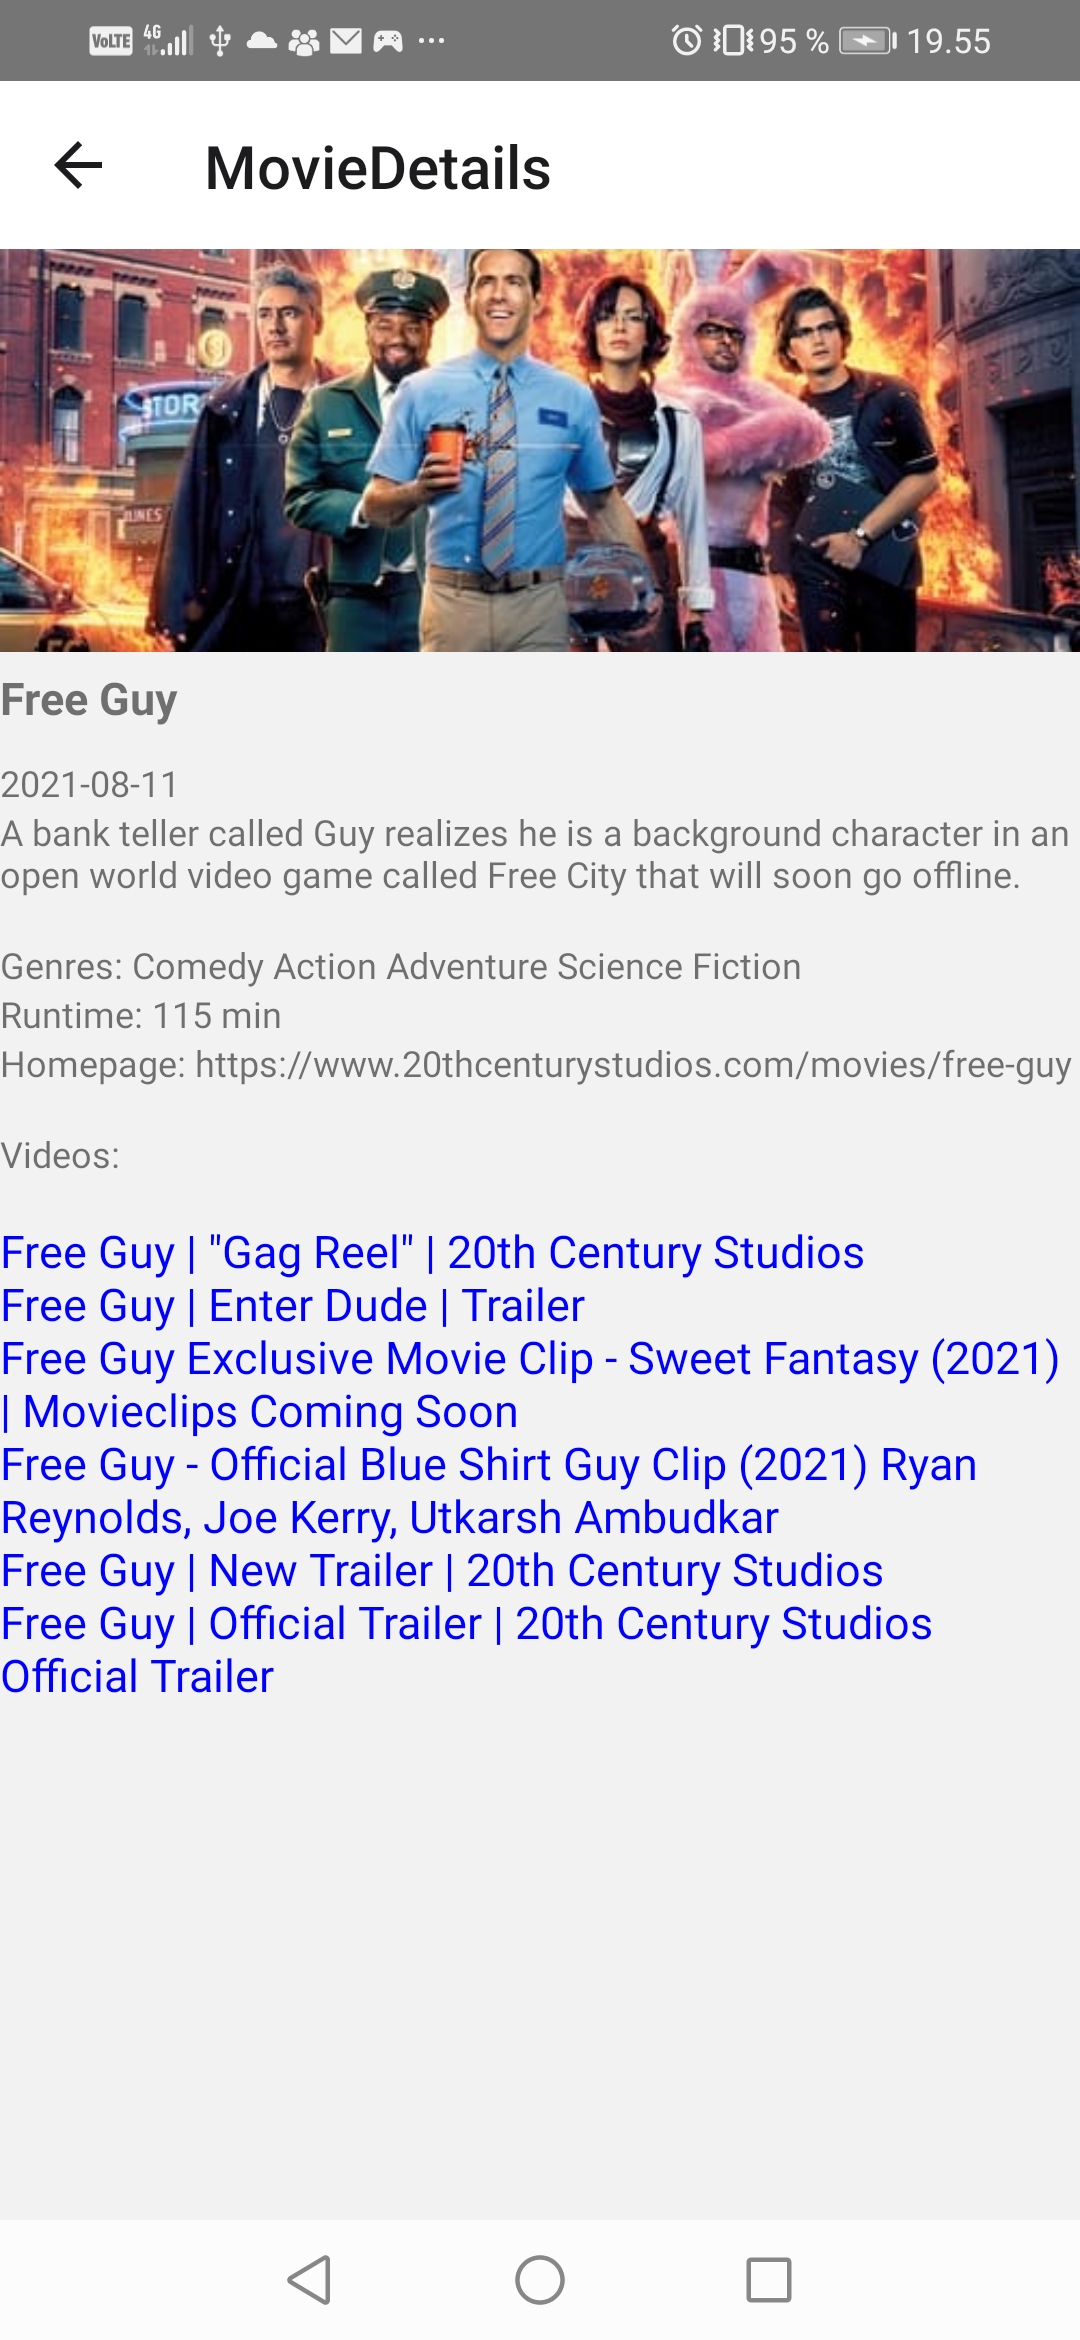 VoLTE 4G 95 % 19.55
MovieDetails
STOR
Free Guy
2021-08-11
A bank teller called Guy realizes he is a background character in an
open world video game called Free City that will soon go offline.
Genres: Comedy Action Adventure Science Fiction
Runtime: 115 min
Homepage: https://www.20thcenturystudios.com/movies/free-guy
Videos:
Free Guy | "Gag Reel" | 20th Century Studios
Free Guy | Enter Dude | Trailer
Free Guy Exclusive Movie Clip - Sweet Fantasy (2021)
| Movieclips Coming Soon
Free Guy - Official Blue Shirt Guy Clip (2021) Ryan
Reynolds, Joe Kerry, Utkarsh Ambudkar
Free Guy | New Trailer | 20th Century Studios
Free Guy | Official Trailer | 20th Century Studios
Official Trailer